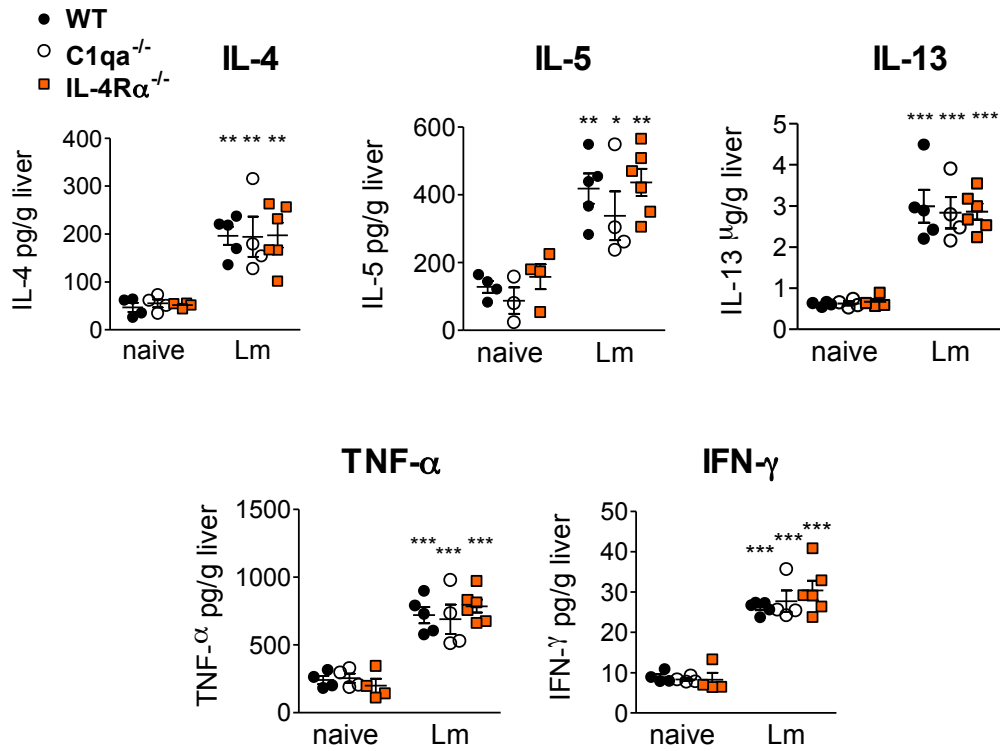 WT
C1qa-/-
IL-4Rα-/-
IL-4
IL-4 pg/g liver
400
300
200
100
0
** ** **
naive Lm
IL-5
IL-5 pg/g liver
600
400
200
0
** * **
naive Lm
IL-13
IL-13 µg/g liver
5
4
3
2
1
0
*** *** ***
naive Lm
TNF-α
TNF-α pg/g liver
1500
1000
500
0
*** *** ***
naive Lm
IFN-γ
IFN-γ pg/g liver
50
40
30
20
10
0
*** *** ***
naive Lm